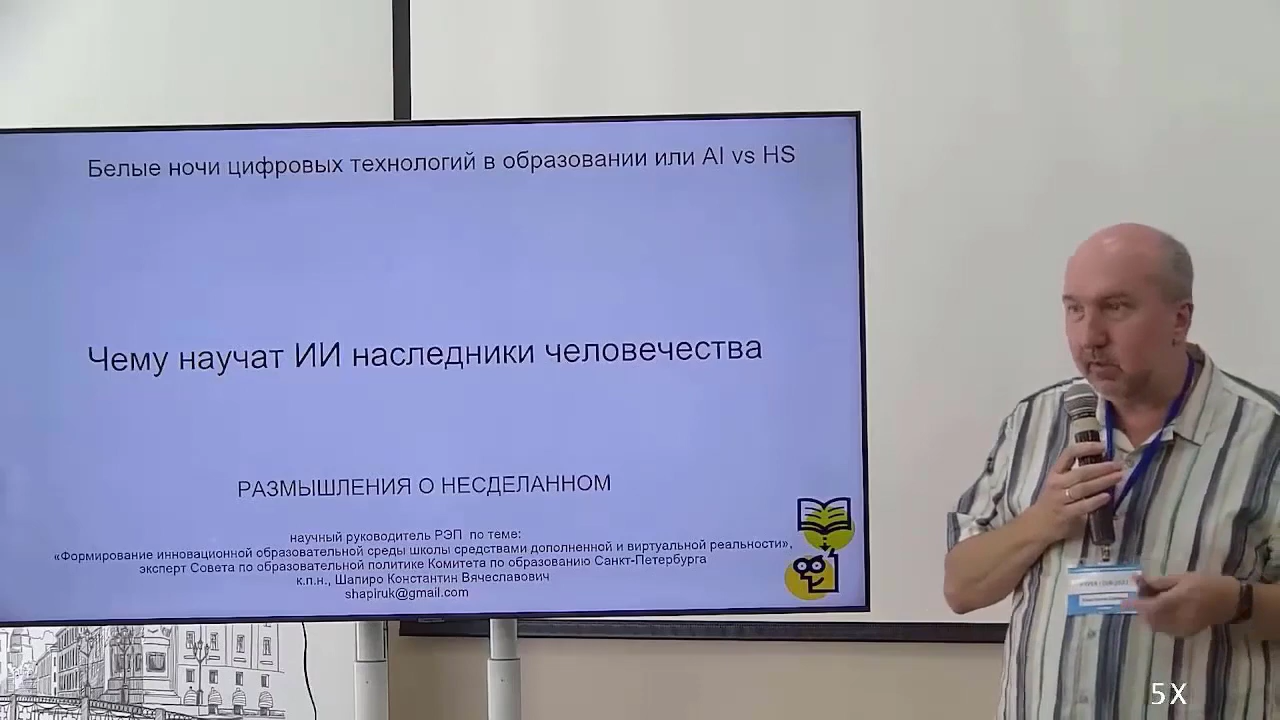 Белые ночи цифровых технологий в образовании или AI vs HS
Чему научат ИИ наследники человечества
РАЗМЫШЛЕНИЯ О НЕСДЕЛАННОМ
научный руководитель РЭП по теме:
«Формирование инновационной образовательной среды школы средствами дополненной и виртуальной реальности»,
эксперт Совета по образовательной политике Комитета по образованию Санкт-Петербурга
к.п.н., Шапиро Константин Вячеславович
shapiruk@gmail.com
5X